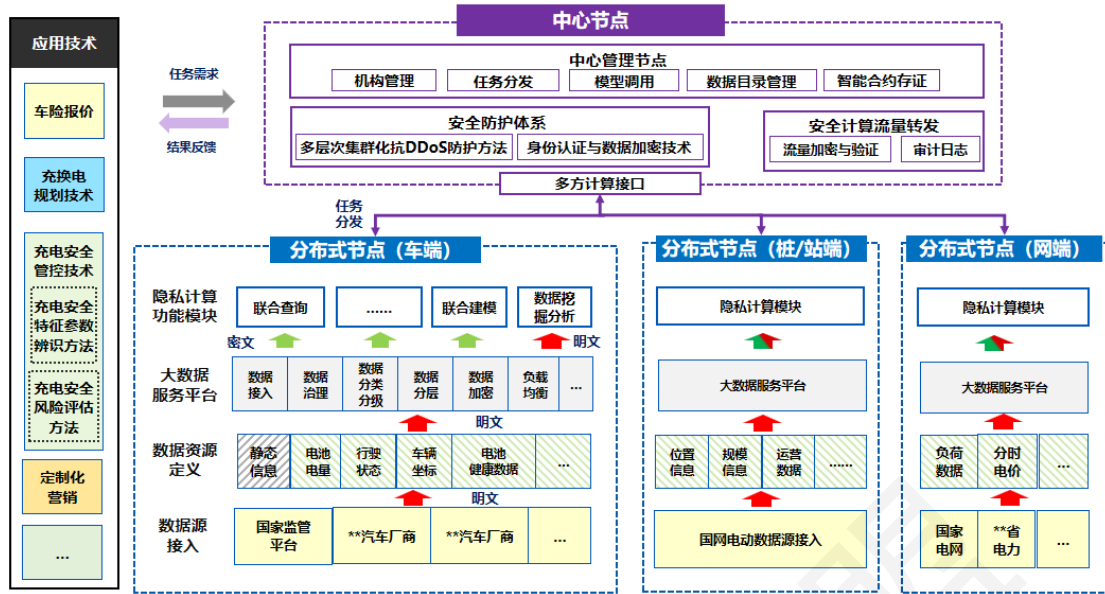 应用技术
车险报价
充换电
规划技术
充电安全
管控技术
充电安全
特征参数
辨识方法
充电安全
风险评估
方法
定制化
营销
...
任务需求
结果反馈
中心节点
中心管理节点
机构管理
任务分发
模型调用
数据目录管理
智能合约存证
安全防护体系
多层次集群化抗DDoS防护方法
身份认证与数据加密技术
安全计算流量转发
流量加密与验证
审计日志
多方计算接口
任务
分发
分布式节点（车端）
隐私计算
功能模块
联合查询
......
联合建模
数据挖
掘分析
密文
明文
大数据
服务平台
数据
接入
数据
治理
数据
分类
分级
数据
分层
数据
加密
负载
均衡
...
明文
数据资源
定义
静态
信息
电池
电量
行驶
状态
车辆
坐标
电池
健康数据
...
明文
数据源
接入
国家监管
平台
**汽车厂商
**汽车厂商
...
分布式节点（桩/站端）
隐私计算模块
大数据服务平台
位置
信息
规模
信息
运营
数据
......
国网电动数据源接入
分布式节点（网端）
隐私计算模块
大数据服务平台
负荷
数据
分时
电价
...
国家
电网
**省
电力
...